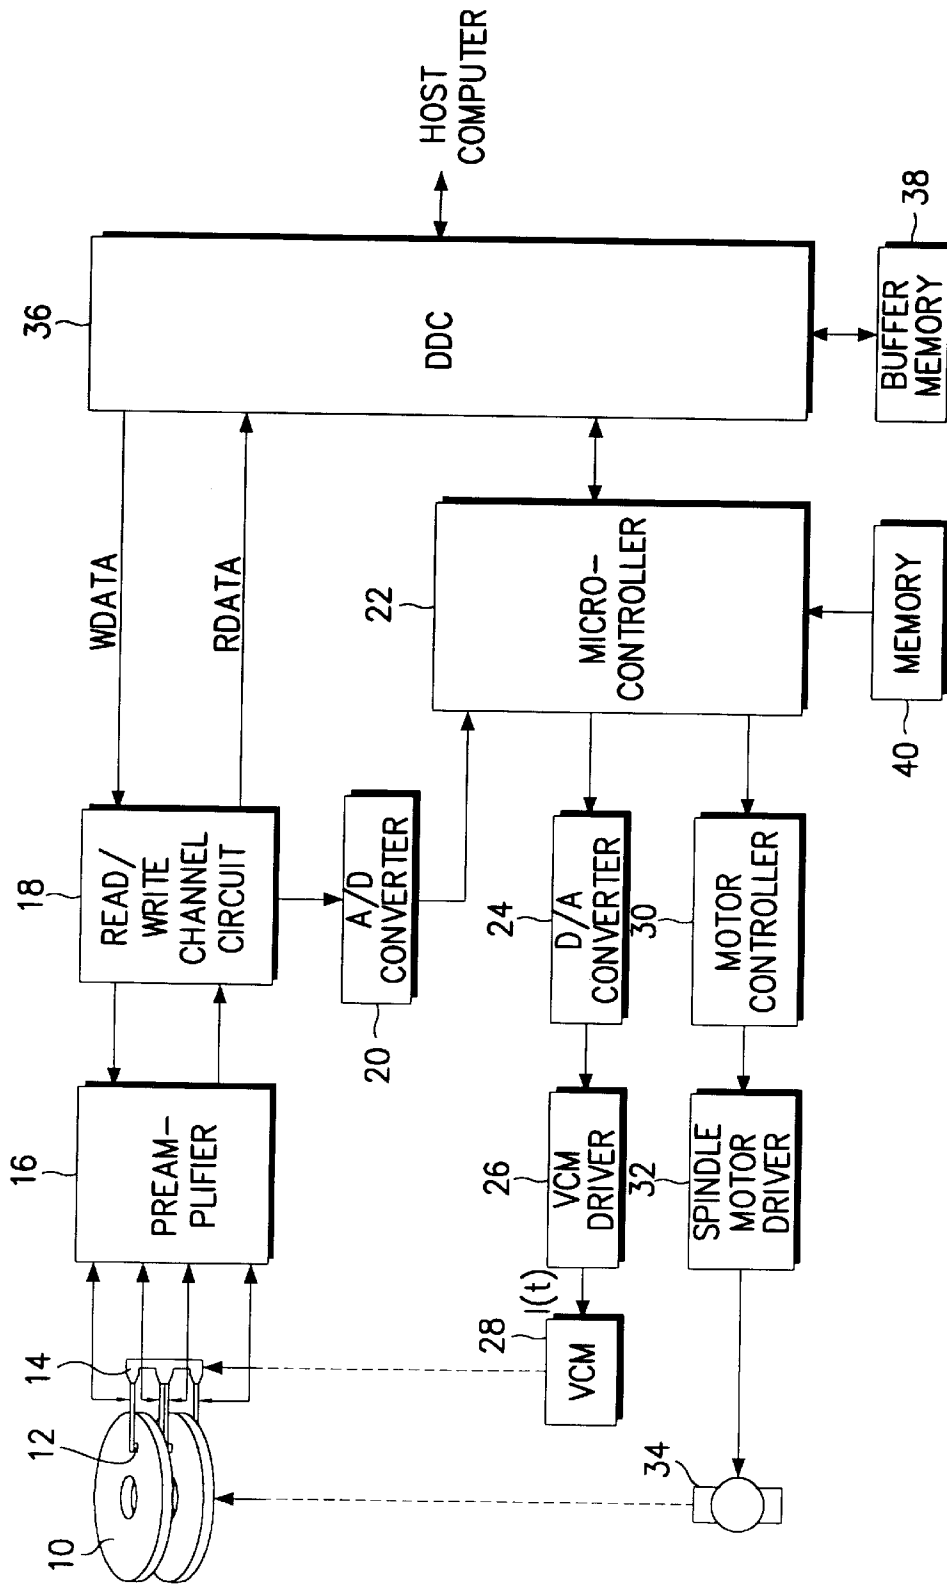 10
12
14
16
PREAM-
PLIFIER
18
READ/
WRITE
CHANNEL
CIRCUIT
WDATA
RDATA
36
DDC
HOST
COMPUTER
20
A/D
CONVERTER
22
MICRO-
CONTROLLER
28
VCM
I(t)
26
VCM
DRIVER
24
D/A
CONVERTER
34
32
SPINDLE
MOTOR
DRIVER
30
MOTOR
CONTROLLER
40
MEMORY
BUFFER
MEMORY
38